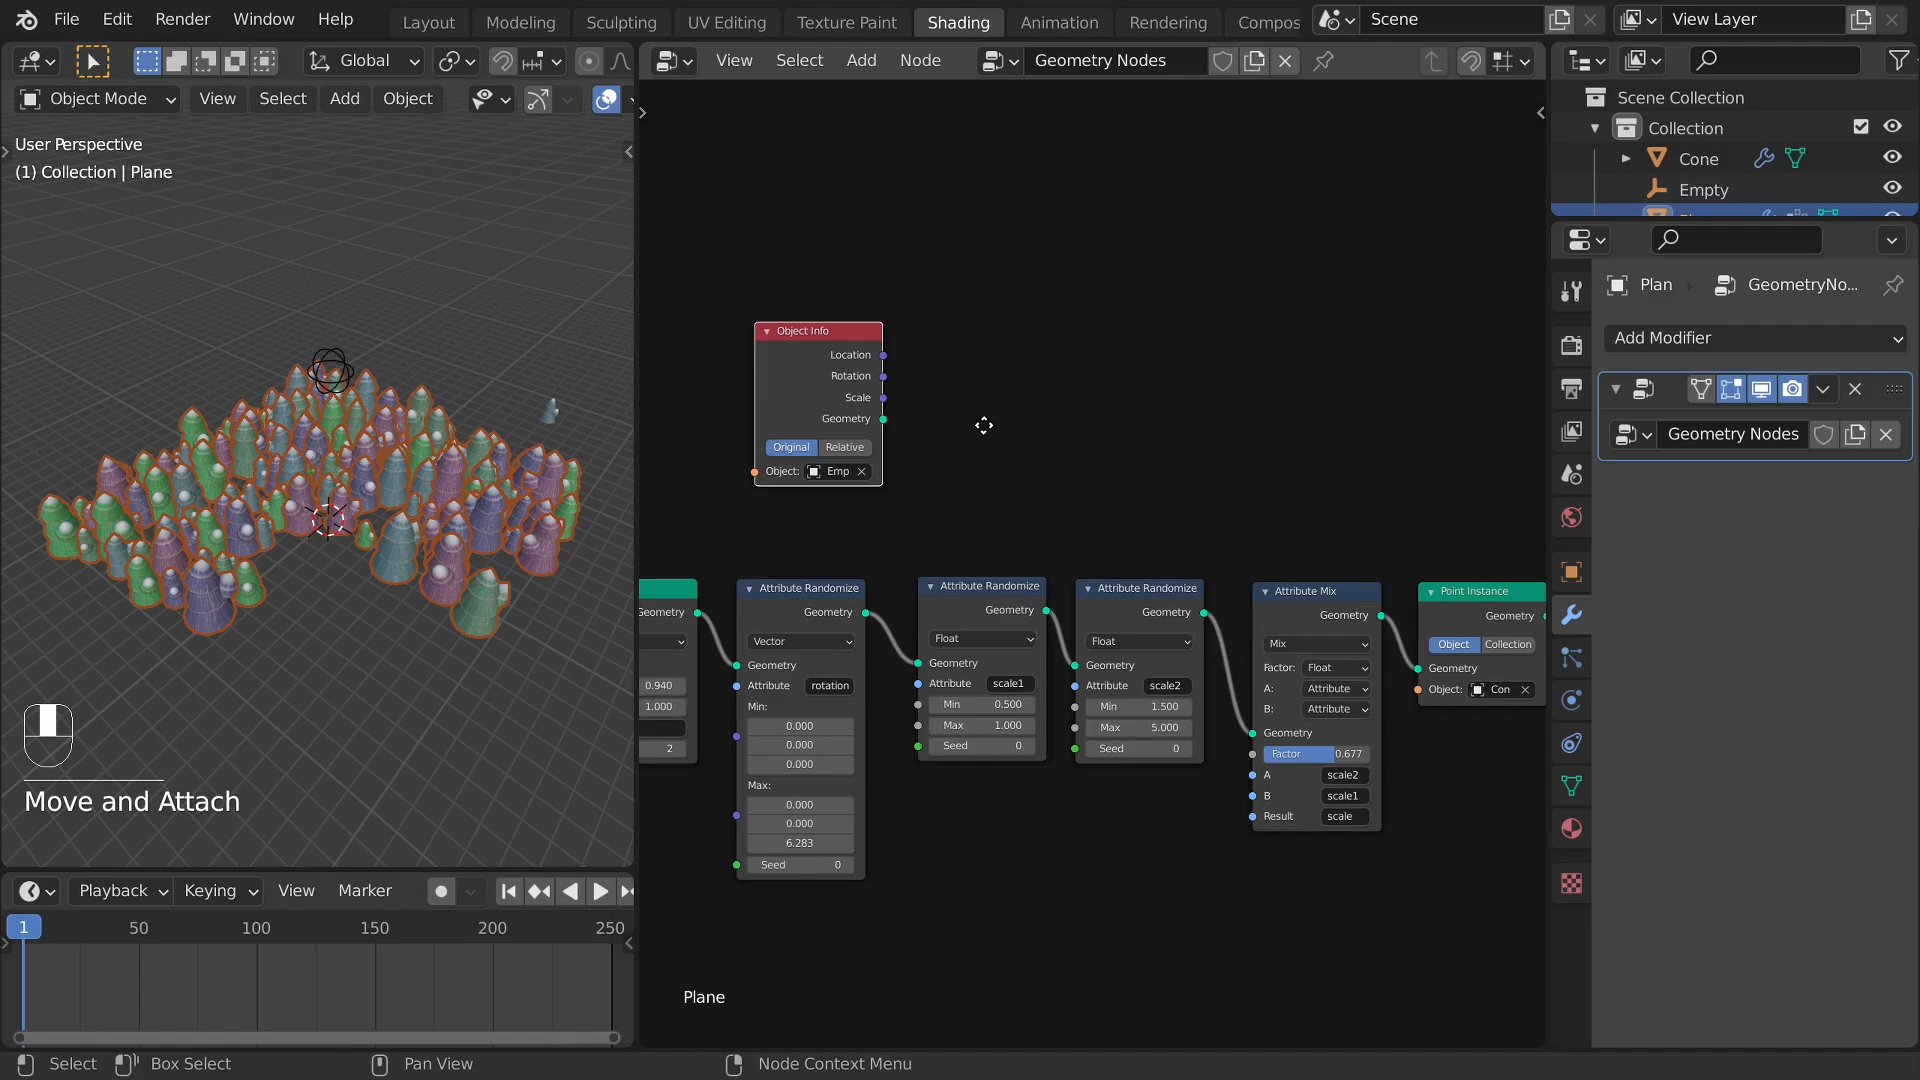 File Edit Render Window Help
Layout Modeling Sculpting UV Editing Texture Paint Shading Animation Rendering Compos
Scene
View Layer
Global
View Select Add Node
Geometry Nodes
Object Mode
View Select Add Object
User Perspective
(1) Collection | Plane
Scene Collection
Collection
Cone
Empty
Plan
GeometryNo...
Add Modifier
Geometry Nodes
Object Info
Location
Rotation
Scale
Geometry
Original Relative
Object: Emp
Geometry
0.940
1.000
2
Attribute Randomize
Geometry
Vector
Geometry
Attribute rotation
Min:
0.000
0.000
0.000
Max:
0.000
0.000
6.283
Seed 0
Attribute Randomize
Geometry
Float
Geometry
Attribute scale1
Min 0.500
Max 1.000
Seed 0
Attribute Randomize
Geometry
Float
Geometry
Attribute scale2
Min 1.500
Max 5.000
Seed 0
Attribute Mix
Geometry
Mix
Factor: Float
A: Attribute
B: Attribute
Geometry
Factor 0.677
A scale2
B scale1
Result scale
Point Instance
Geometry
Object Collection
Geometry
Object: Con
Move and Attach
Playback Keying View Marker
1 50 100 150 200 250
Plane
Select Box Select Pan View Node Context Menu